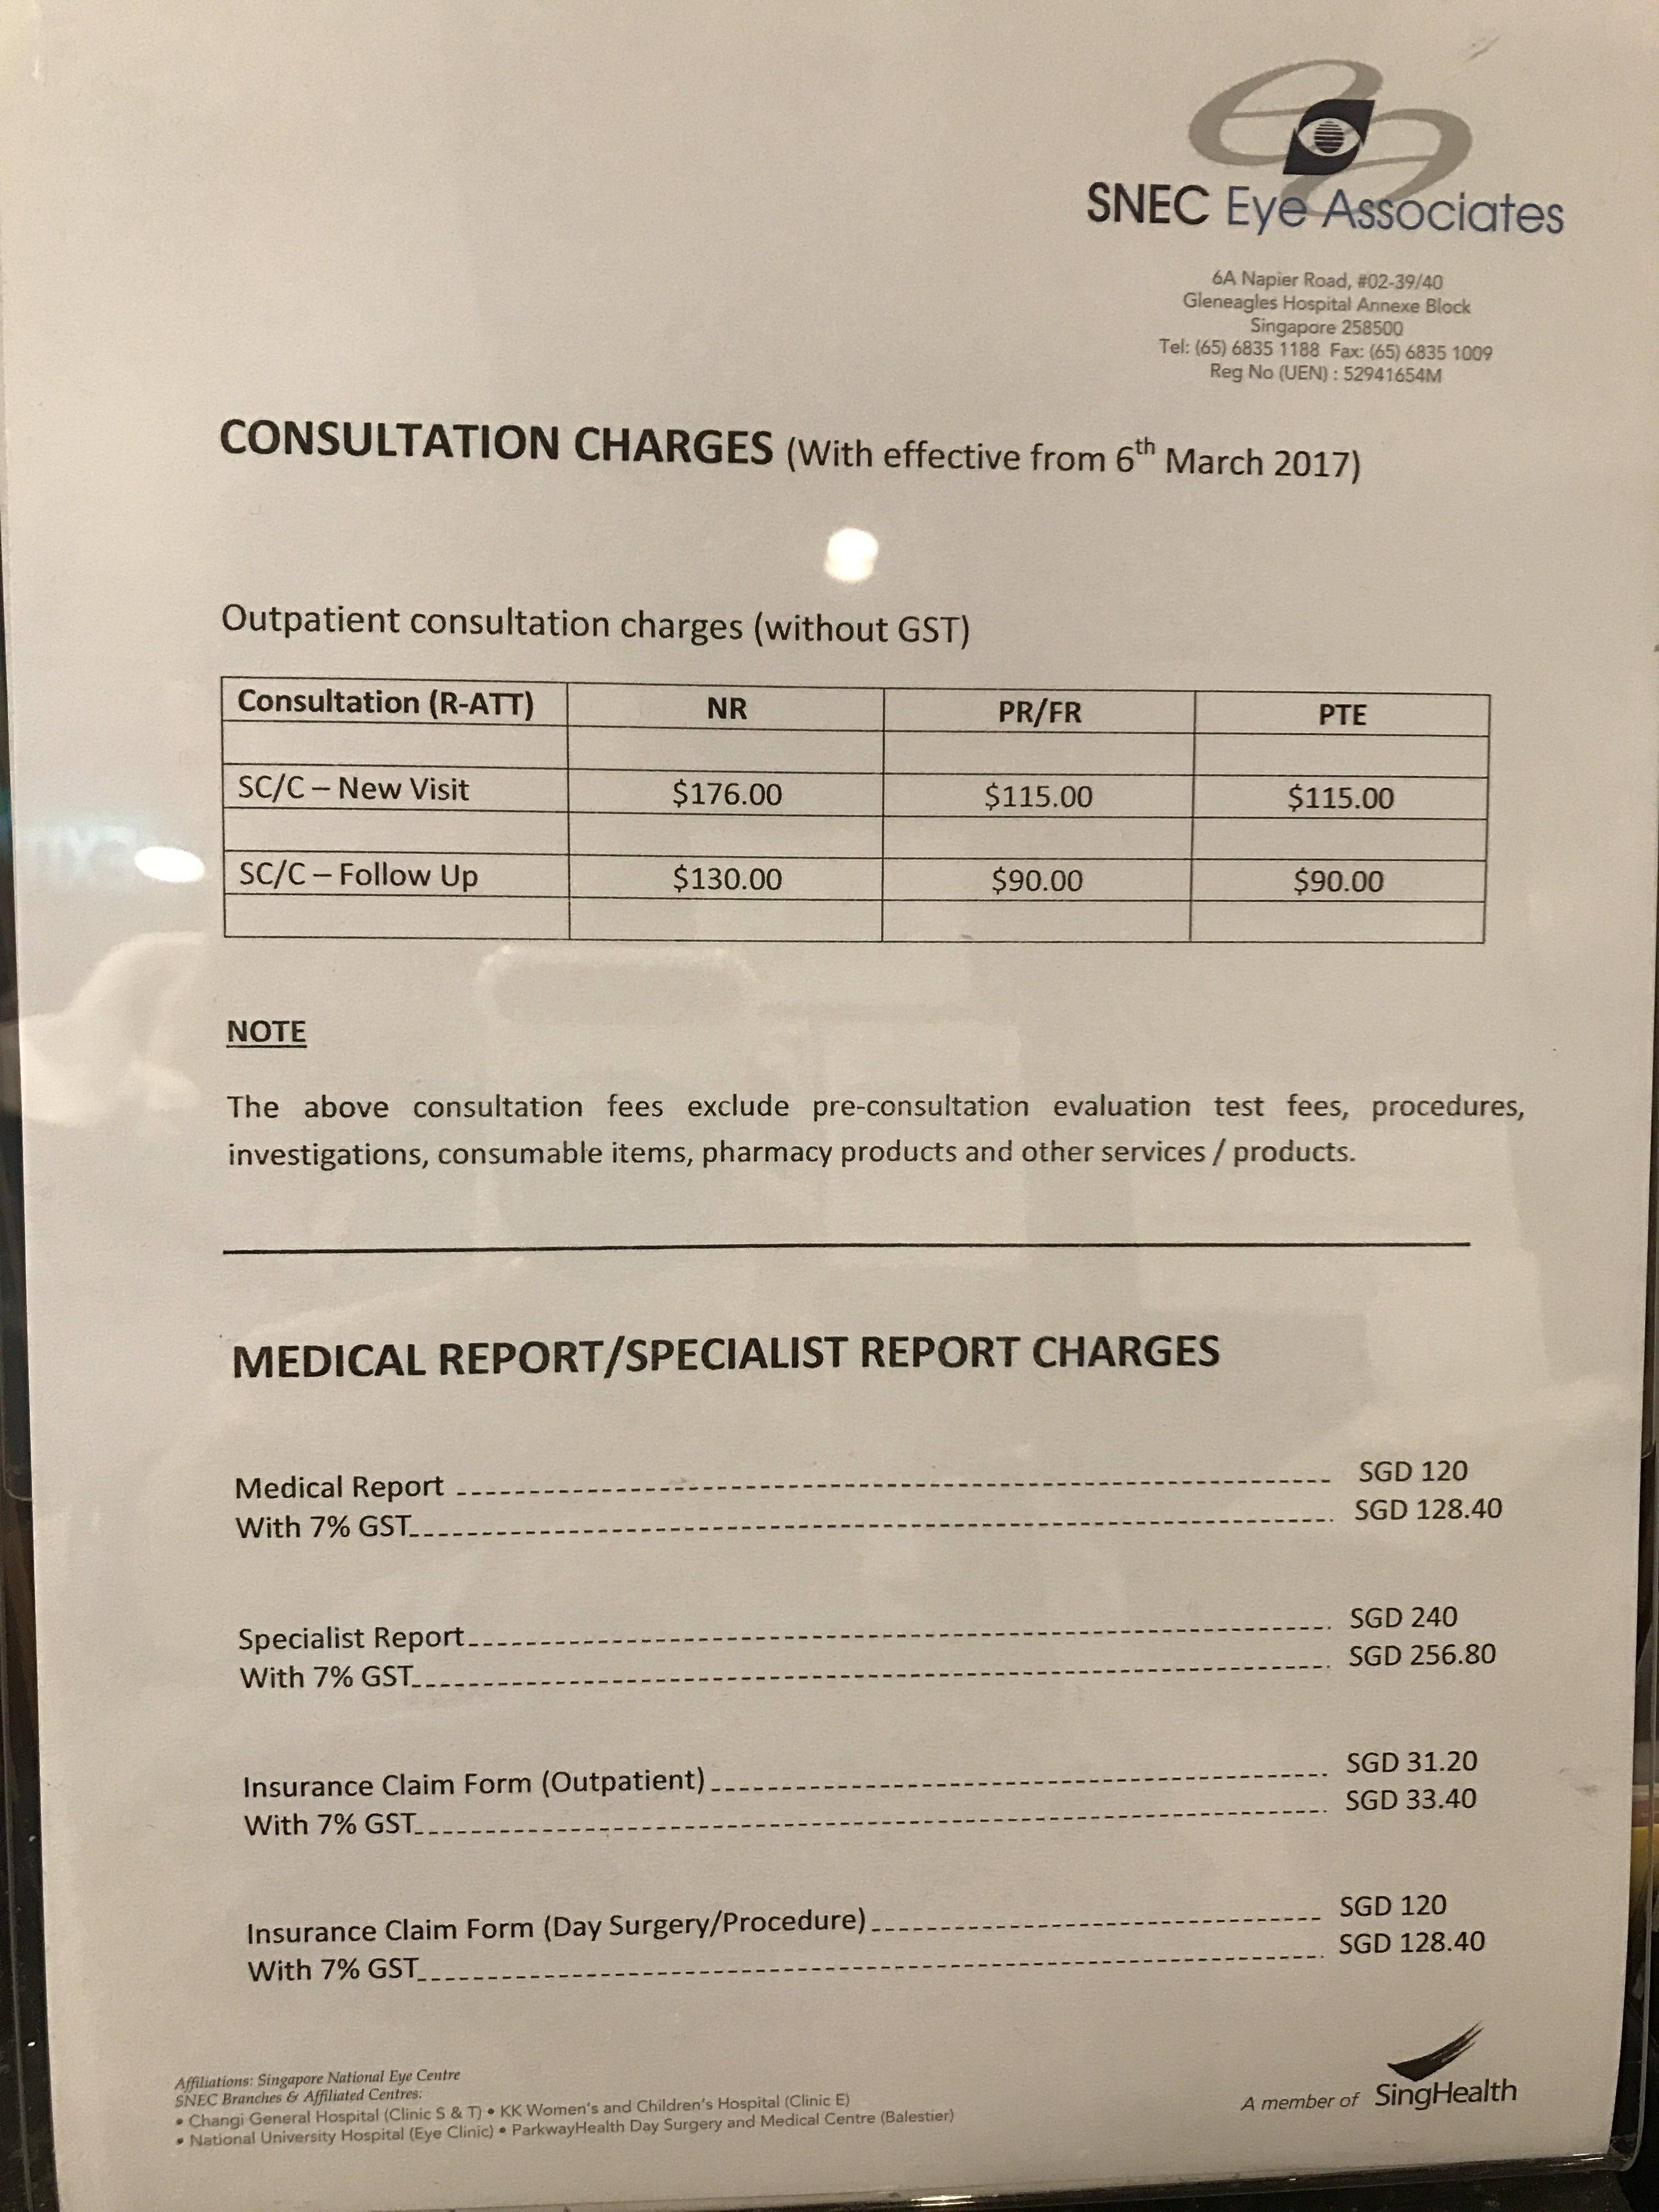 SNEC Eye Associates
6A Napier Road, #02-39/40
Gleneagles Hospital Annexe Block
Singapore 258500
Tel: (65) 6835 1188 Fax: (65) 6835 1009
Reg No (UEN) : 52941654M
CONSULTATION CHARGES (With effective from 6th March 2017)
Outpatient consultation charges (without GST)
Consultation (R-ATT) NR PR/FR PTE
SC/C – New Visit $176.00 $115.00 $115.00
SC/C – Follow Up $130.00 $90.00 $90.00
NOTE
The above consultation fees exclude pre-consultation evaluation test fees, procedures,
investigations, consumable items, pharmacy products and other services / products.
MEDICAL REPORT/SPECIALIST REPORT CHARGES
Medical Report SGD 120
With 7% GST SGD 128.40
Specialist Report SGD 240
With 7% GST SGD 256.80
Insurance Claim Form (Outpatient) SGD 31.20
With 7% GST SGD 33.40
Insurance Claim Form (Day Surgery/Procedure) SGD 120
With 7% GST SGD 128.40
Affiliations: Singapore National Eye Centre
SNEC Branches & Affiliated Centres:
• Changi General Hospital (Clinic S & T) • KK Women's and Children's Hospital (Clinic E)
• National University Hospital (Eye Clinic) • ParkwayHealth Day Surgery and Medical Centre (Balestier)
A member of SingHealth